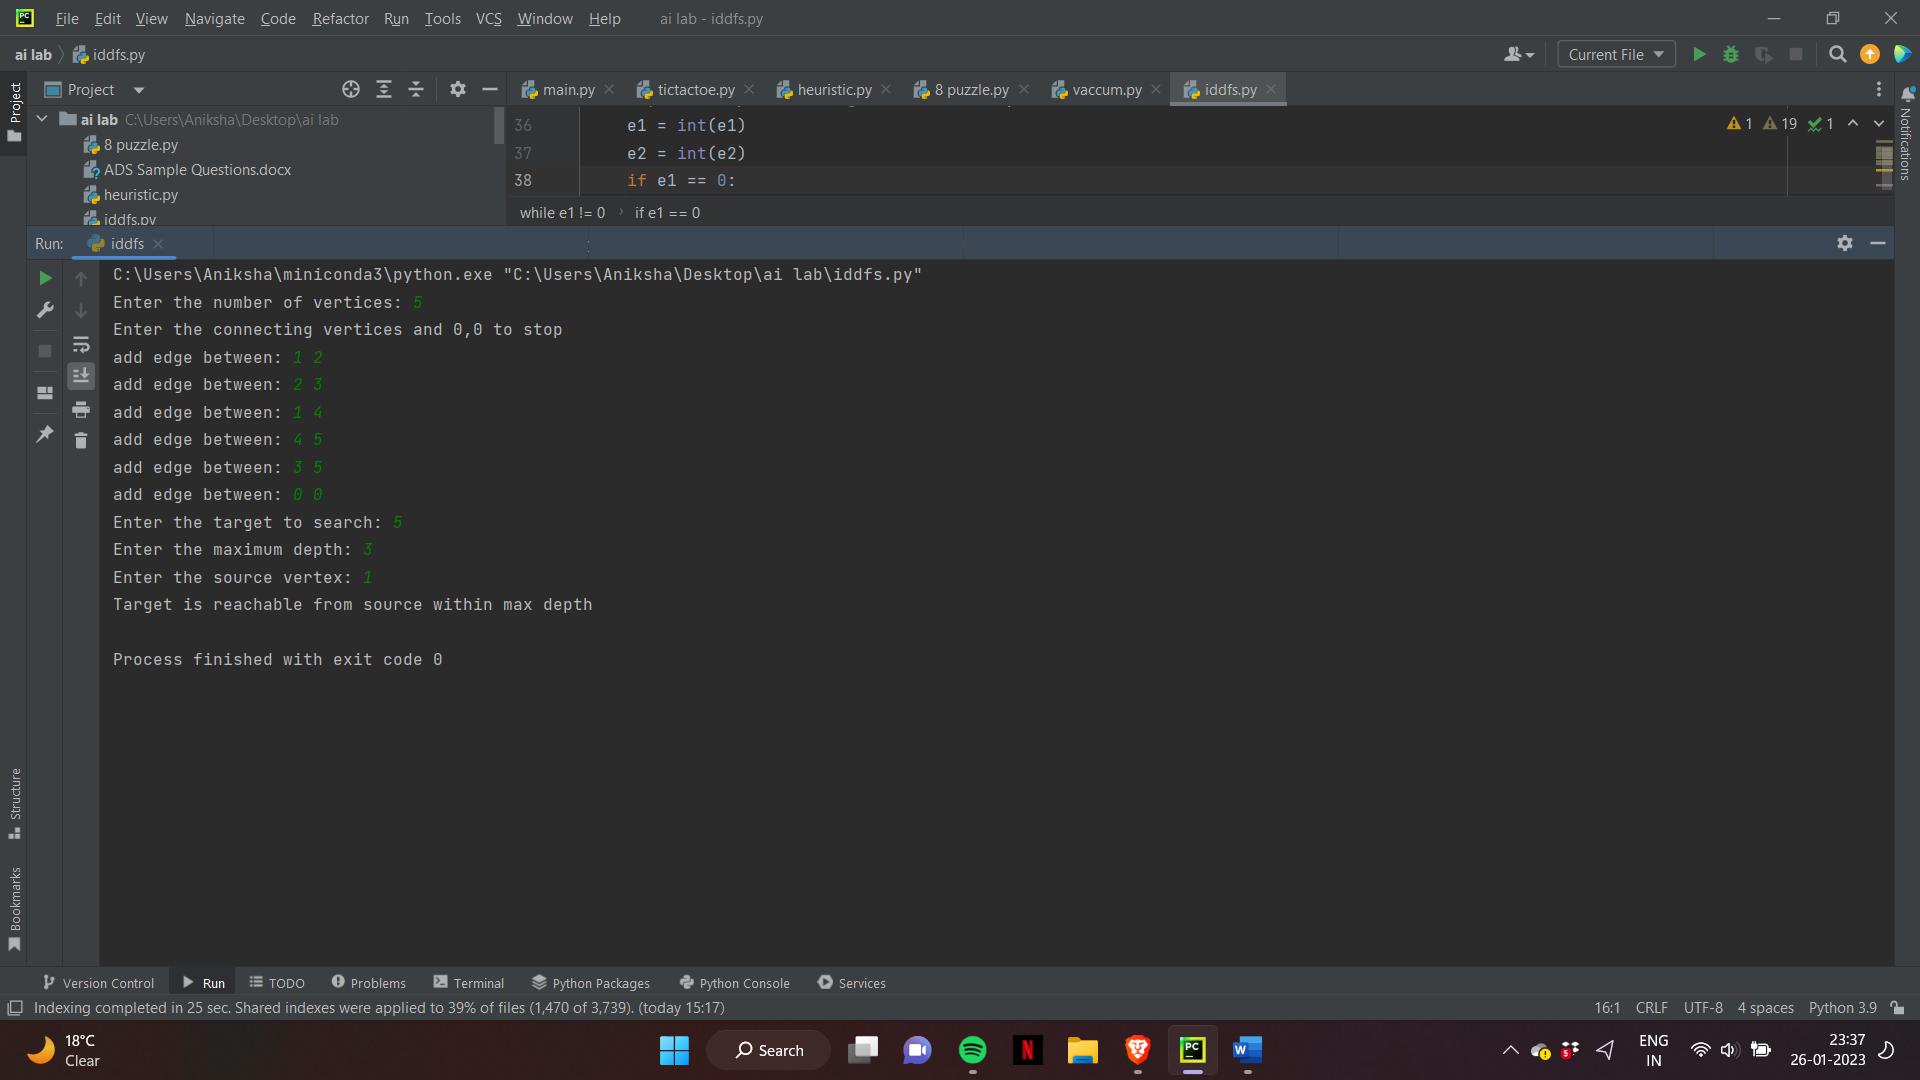 File Edit View Navigate Code Refactor Run Tools VCS Window Help ai lab - iddfs.py
ai lab iddfs.py Current File
Project main.py tictactoe.py heuristic.py 8 puzzle.py vaccum.py iddfs.py
Project
ai lab C:\Users\Aniksha\Desktop\ai lab
8 puzzle.py
ADS Sample Questions.docx
heuristic.py
iddfs.py
36 e1 = int(e1)
37 e2 = int(e2)
38 if e1 == 0:
1 19 1
while e1 != 0 › if e1 == 0
Notifications
Run: iddfs
C:\Users\Aniksha\miniconda3\python.exe "C:\Users\Aniksha\Desktop\ai lab\iddfs.py"
Enter the number of vertices: 5
Enter the connecting vertices and 0,0 to stop
add edge between: 1 2
add edge between: 2 3
add edge between: 1 4
add edge between: 4 5
add edge between: 3 5
add edge between: 0 0
Enter the target to search: 5
Enter the maximum depth: 3
Enter the source vertex: 1
Target is reachable from source within max depth
Process finished with exit code 0
Structure
Bookmarks
Version Control Run TODO Problems Terminal Python Packages Python Console Services
Indexing completed in 25 sec. Shared indexes were applied to 39% of files (1,470 of 3,739). (today 15:17) 16:1 CRLF UTF-8 4 spaces Python 3.9
18°C
Clear
Search
PC
W
5
ENG
IN
23:37
26-01-2023